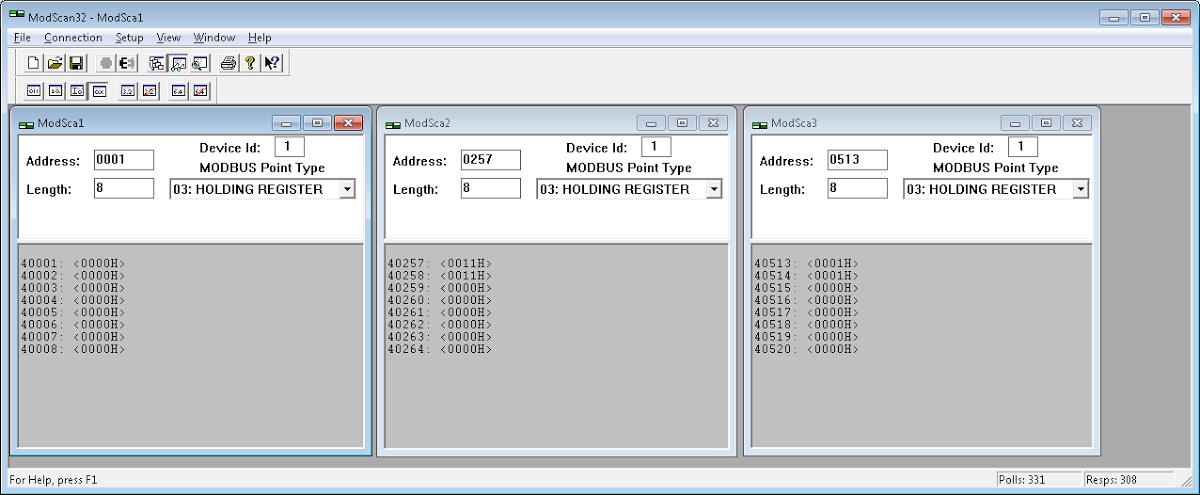 ModScan32 - ModSca1
File Connection Setup View Window Help
ModSca1
Address: 0001
Device Id: 1
MODBUS Point Type
Length: 8
03: HOLDING REGISTER
40001: <0000H>
40002: <0000H>
40003: <0000H>
40004: <0000H>
40005: <0000H>
40006: <0000H>
40007: <0000H>
40008: <0000H>
ModSca2
Address: 0257
Device Id: 1
MODBUS Point Type
Length: 8
03: HOLDING REGISTER
40257: <0011H>
40258: <0011H>
40259: <0000H>
40260: <0000H>
40261: <0000H>
40262: <0000H>
40263: <0000H>
40264: <0000H>
ModSca3
Address: 0513
Device Id: 1
MODBUS Point Type
Length: 8
03: HOLDING REGISTER
40513: <0001H>
40514: <0001H>
40515: <0000H>
40516: <0000H>
40517: <0000H>
40518: <0000H>
40519: <0000H>
40520: <0000H>
For Help, press F1
Polls: 331
Resps: 308